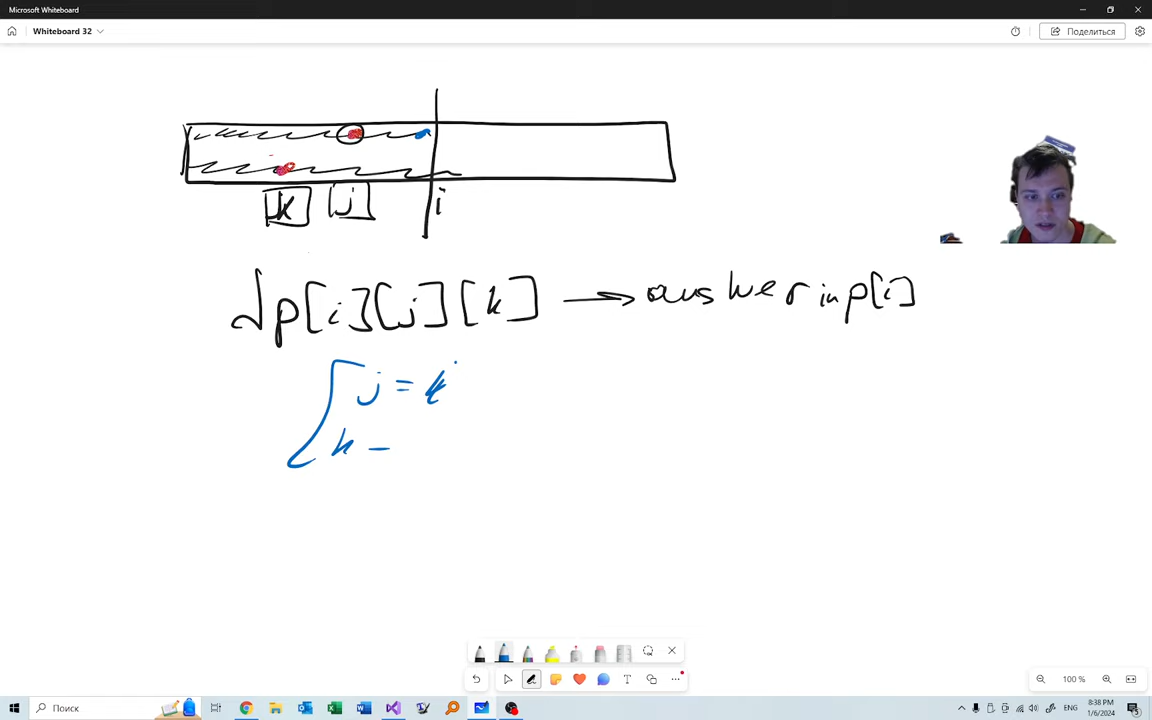 Microsoft Whiteboard
Whiteboard 32
Поделиться
k j i
dp[i][j][k] → answer in p[i]
j = i
k -
100 %
Поиск
ENG
8:38 PM
1/6/2024